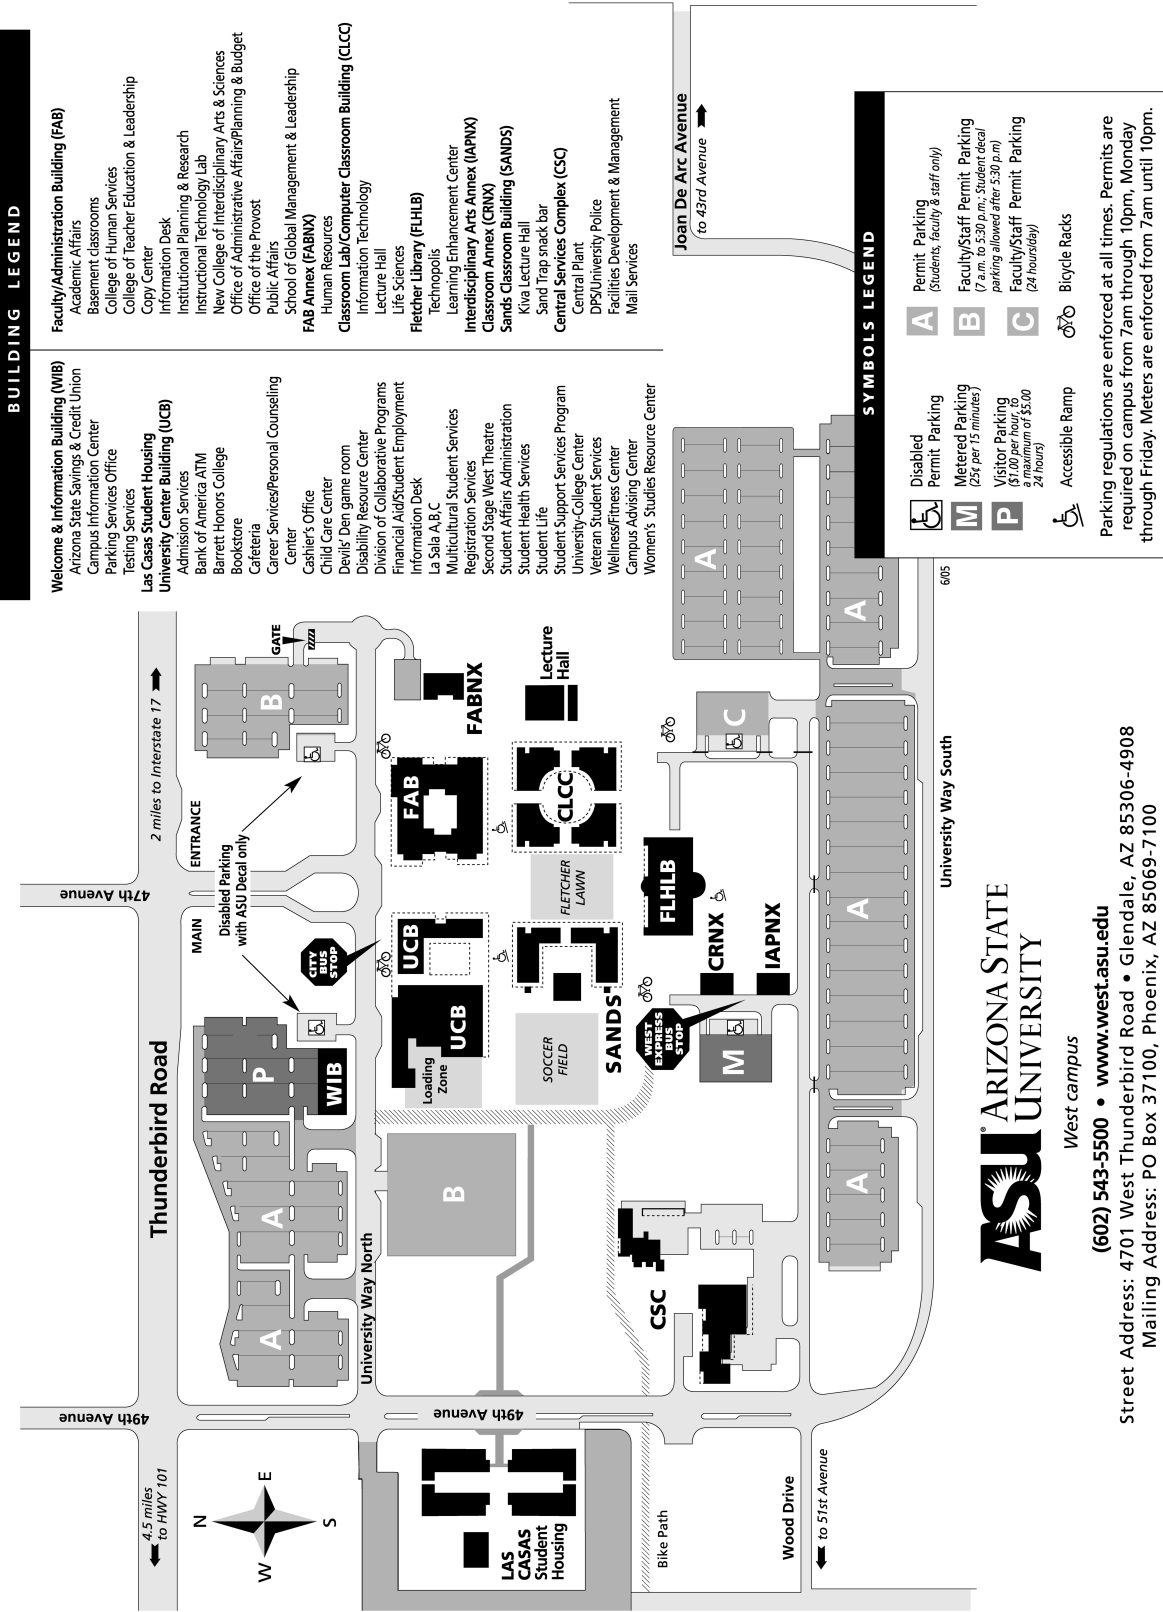 BUILDING LEGEND
Welcome & Information Building (WIB)
Arizona State Savings & Credit Union
Campus Information Center
Parking Services Office
Testing Services
Las Casas Student Housing
University Center Building (UCB)
Admission Services
Bank of America ATM
Barrett Honors College
Bookstore
Cafeteria
Career Services/Personal Counseling
Center
Cashier's Office
Child Care Center
Devils' Den game room
Disability Resource Center
Division of Collaborative Programs
Financial Aid/Student Employment
Information Desk
La Sala A,B,C
Multicultural Student Services
Registration Services
Second Stage West Theatre
Student Affairs Administration
Student Health Services
Student Life
Student Support Services Program
University-College Center
Veteran Student Services
Wellness/Fitness Center
Campus Advising Center
Women's Studies Resource Center
Faculty/Administration Building (FAB)
Academic Affairs
Basement classrooms
College of Human Services
College of Teacher Education & Leadership
Copy Center
Information Desk
Institutional Planning & Research
Instructional Technology Lab
New College of Interdisciplinary Arts & Sciences
Office of Administrative Affairs/Planning & Budget
Office of the Provost
Public Affairs
School of Global Management & Leadership
FAB Annex (FABNX)
Human Resources
Classroom Lab/Computer Classroom Building (CLCC)
Information Technology
Lecture Hall
Life Sciences
Fletcher Library (FLHLB)
Technopolis
Learning Enhancement Center
Interdisciplinary Arts Annex (IAPNX)
Classroom Annex (CRNX)
Sands Classroom Building (SANDS)
Kiva Lecture Hall
Sand Trap snack bar
Central Services Complex (CSC)
Central Plant
DPS/University Police
Facilities Development & Management
Mail Services
4.5 miles
to HWY 101
49th Avenue
Thunderbird Road
47th Avenue
2 miles to Interstate 17
N
E
S
W
MAIN
ENTRANCE
Disabled Parking
with ASU Decal only
GATE
A
A
P
B
WIB
CITY
BUS
STOP
University Way North
49th Avenue
B
Loading
Zone
UCB
UCB
FAB
FABNX
LAS
CASAS
Student
Housing
SOCCER
FIELD
SANDS
FLETCHER
LAWN
CLCC
Lecture
Hall
Bike Path
CSC
WEST
EXPRESS
BUS
STOP
M
CRNX
IAPNX
FLHLB
C
A
A
A
A
Wood Drive
to 51st Avenue
University Way South
6/05
Joan De Arc Avenue
to 43rd Avenue
SYMBOLS LEGEND
Disabled
Permit Parking
M
Metered Parking
(25¢ per 15 minutes)
P
Visitor Parking
($1.00 per hour, to
a maximum of $5.00
24 hours)
Accessible Ramp
A
Permit Parking
(Students, faculty & staff only)
B
Faculty/Staff Permit Parking
(7 a.m. to 5:30 p.m.; Student decal
parking allowed after 5:30 p.m)
C
Faculty/Staff Permit Parking
(24 hours/day)
Bicycle Racks
Parking regulations are enforced at all times. Permits are
required on campus from 7am through 10pm, Monday
through Friday. Meters are enforced from 7am until 10pm.
ASU® ARIZONA STATE
UNIVERSITY
West campus
(602) 543-5500 • www.west.asu.edu
Street Address: 4701 West Thunderbird Road • Glendale, AZ 85306-4908
Mailing Address: PO Box 37100, Phoenix, AZ 85069-7100